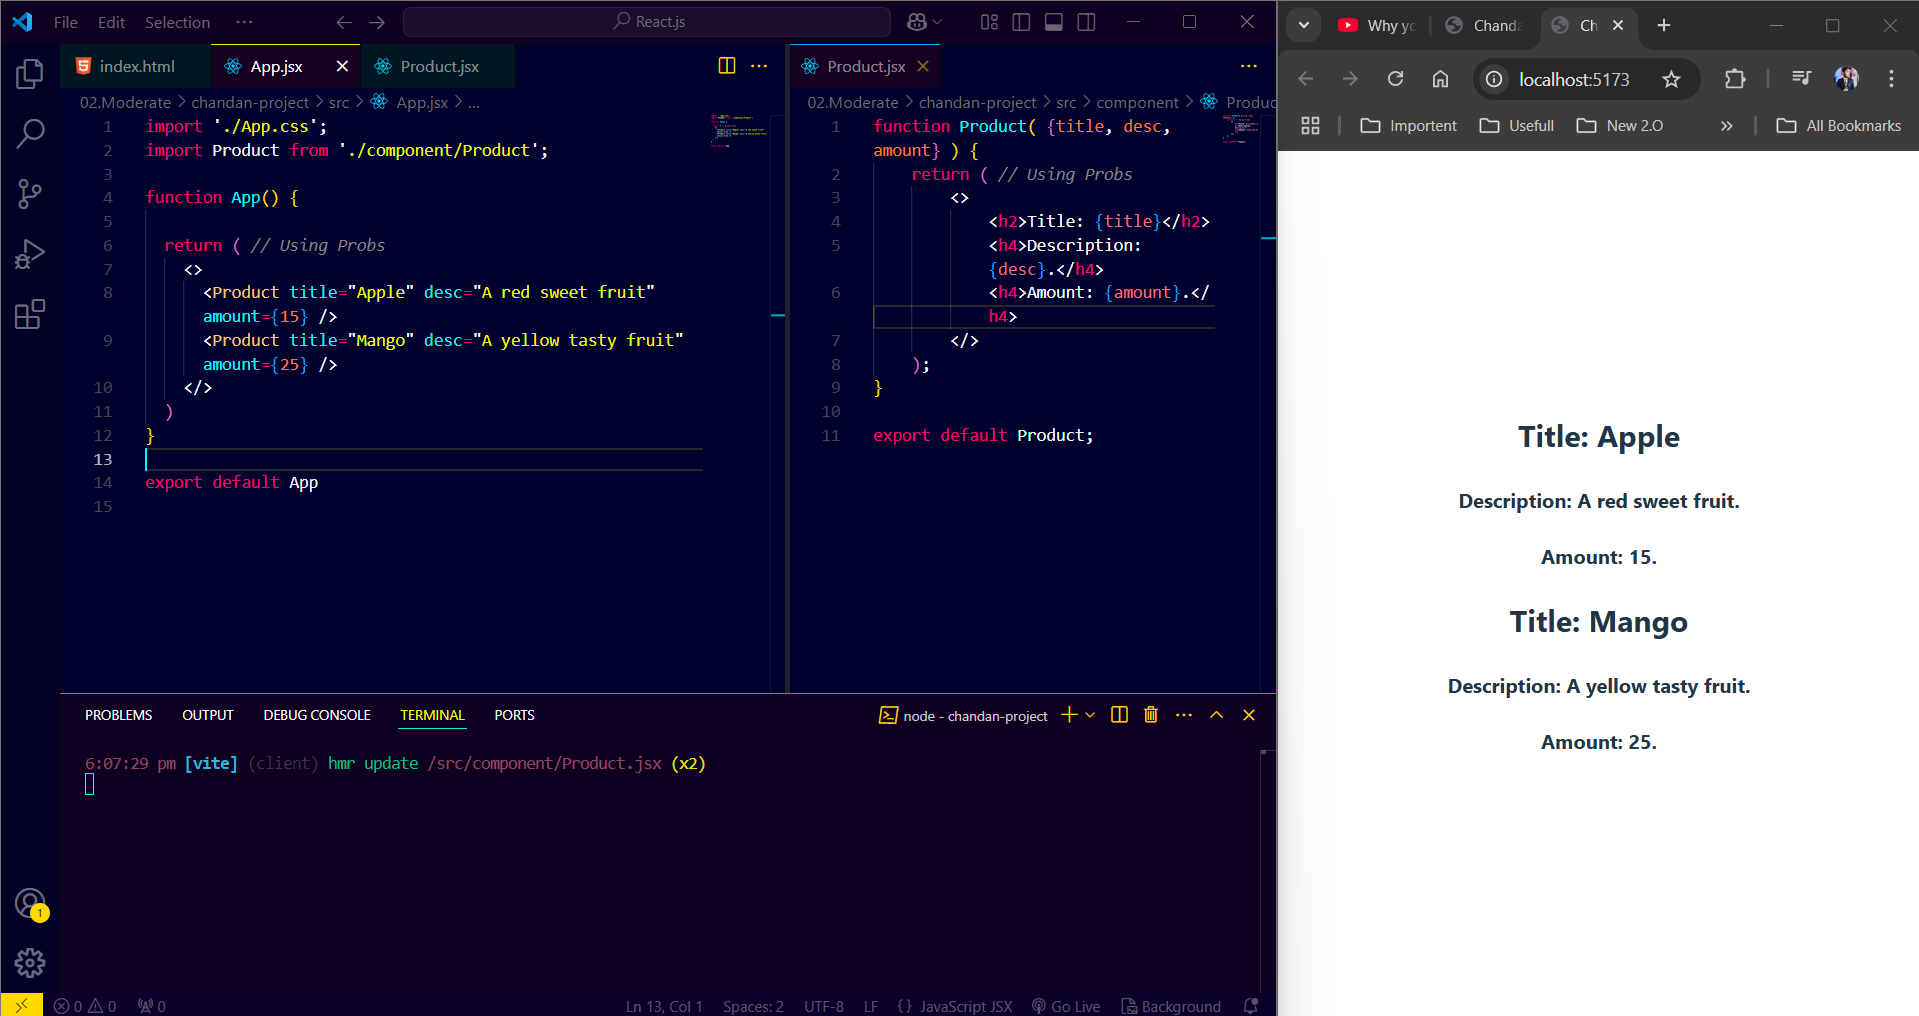 File Edit Selection ··· React.js
index.html App.jsx Product.jsx
02.Moderate > chandan-project > src > App.jsx > ...
1 import './App.css';
2 import Product from './component/Product';
3
4 function App() {
5
6 return ( // Using Probs
7 <>
8 <Product title="Apple" desc="A red sweet fruit"
amount={15} />
9 <Product title="Mango" desc="A yellow tasty fruit"
amount={25} />
10 </>
11 )
12 }
13
14 export default App
15
Product.jsx
02.Moderate > chandan-project > src > component >
1 function Product( {title, desc,
amount} ) {
2 return ( // Using Probs
3 <>
4 <h2>Title: {title}</h2>
5 <h4>Description:
{desc}.</h4>
6 <h4>Amount: {amount}.</
h4>
7 </>
8 );
9 }
10
11 export default Product;
PROBLEMS OUTPUT DEBUG CONSOLE TERMINAL PORTS
node - chandan-project
6:07:29 pm [vite] (client) hmr update /src/component/Product.jsx (x2)
1
0 0 0 Ln 13, Col 1 Spaces: 2 UTF-8 LF {} JavaScript JSX Go Live Background
Why yo Chanda Ch
localhost:5173
Importent Usefull New 2.O » All Bookmarks
Title: Apple
Description: A red sweet fruit.
Amount: 15.
Title: Mango
Description: A yellow tasty fruit.
Amount: 25.